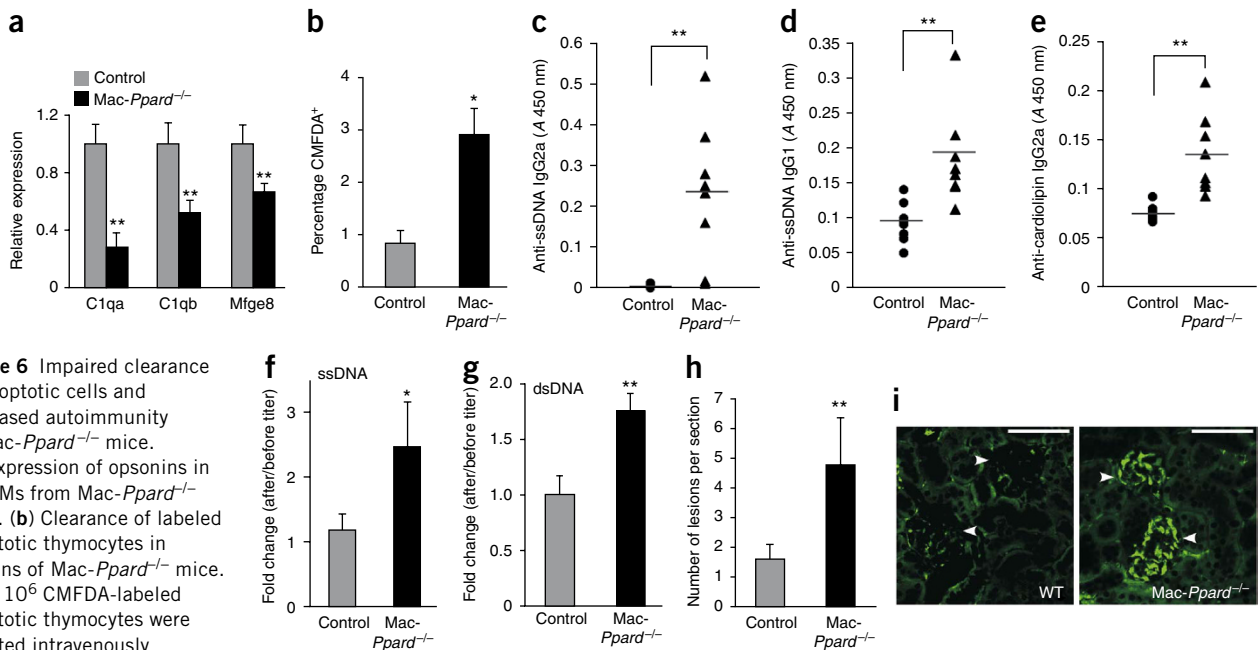 a
Control
Mac-Ppard–/–
Relative expression
1.2
0.8
0.4
0
**
**
**
C1qa
C1qb
Mfge8
b
Percentage CMFDA+
4
3
2
1
0
*
Control
Mac-
Ppard–/–
c
Anti-ssDNA IgG2a (A 450 nm)
0.6
0.5
0.4
0.3
0.2
0.1
0
**
Control
Mac-
Ppard–/–
d
Anti-ssDNA IgG1 (A 450 nm)
0.35
0.3
0.25
0.2
0.15
0.1
0.05
0
**
Control
Mac-
Ppard–/–
e
Anti-cardiolipin IgG2a (A 450 nm)
0.25
0.2
0.15
0.1
0.05
0
**
Control
Mac-
Ppard–/–
6 Impaired clearance
optotic cells and
ased autoimmunity
ac-Ppard–/– mice.
xpression of opsonins in
Ms from Mac-Ppard–/–
. (b) Clearance of labeled
totic thymocytes in
ns of Mac-Ppard–/– mice.
10⁶ CMFDA-labeled
totic thymocytes were
ted intravenously
f
ssDNA
Fold change (after/before titer)
3
2
1
0
*
Control
Mac-
Ppard–/–
g
dsDNA
Fold change (after/before titer)
2.0
1.5
1.0
0.5
0
**
Control
Mac-
Ppard–/–
h
Number of lesions per section
7
6
5
4
3
2
1
0
**
Control
Mac-
Ppard–/–
i
WT
Mac-Ppard–/–